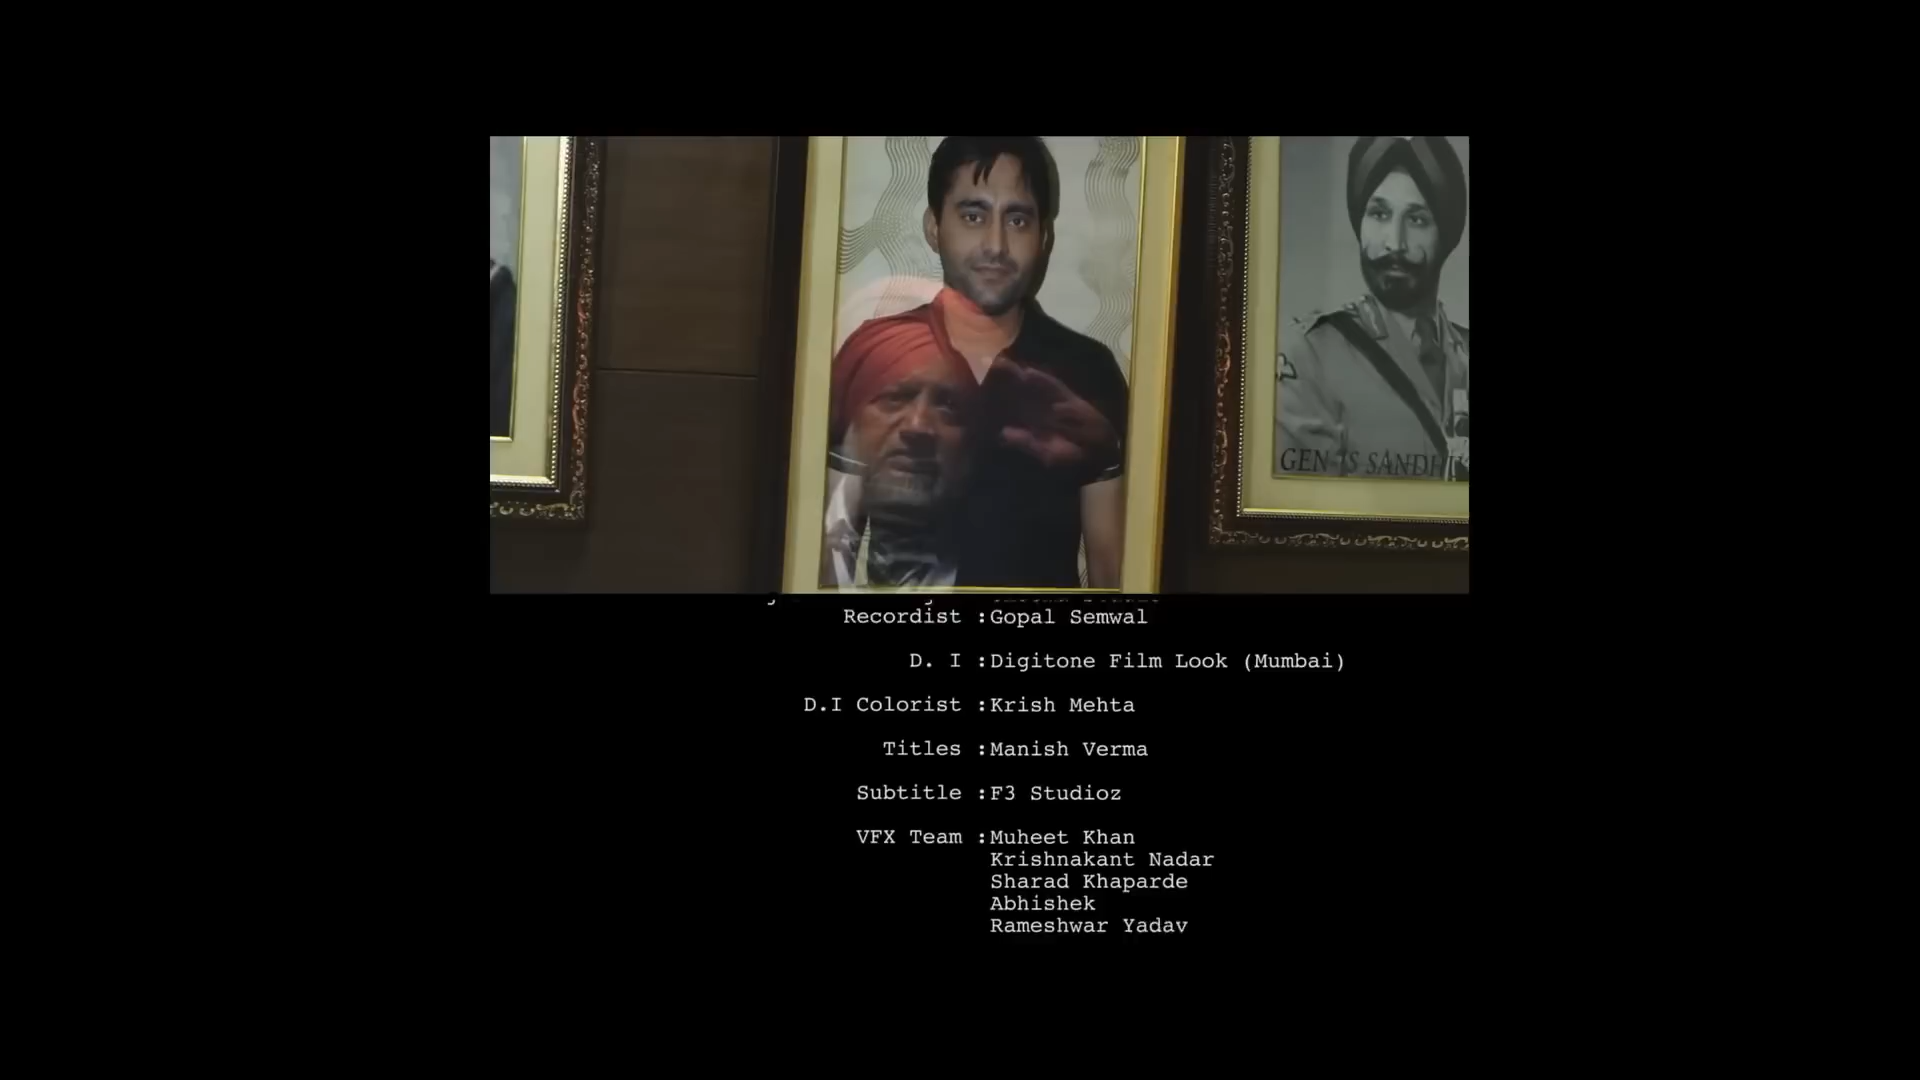 GEN IS SANDHU
Recordist :Gopal Semwal
D. I :Digitone Film Look (Mumbai)
D.I Colorist :Krish Mehta
Titles :Manish Verma
Subtitle :F3 Studioz
VFX Team :Muheet Khan
Krishnakant Nadar
Sharad Khaparde
Abhishek
Rameshwar Yadav